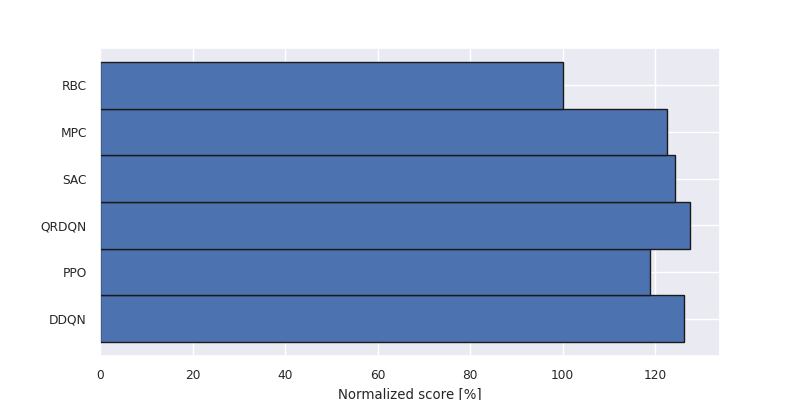 RBC
MPC
SAC
QRDQN
PPO
DDQN
0 20 40 60 80 100 120
Normalized score [%]